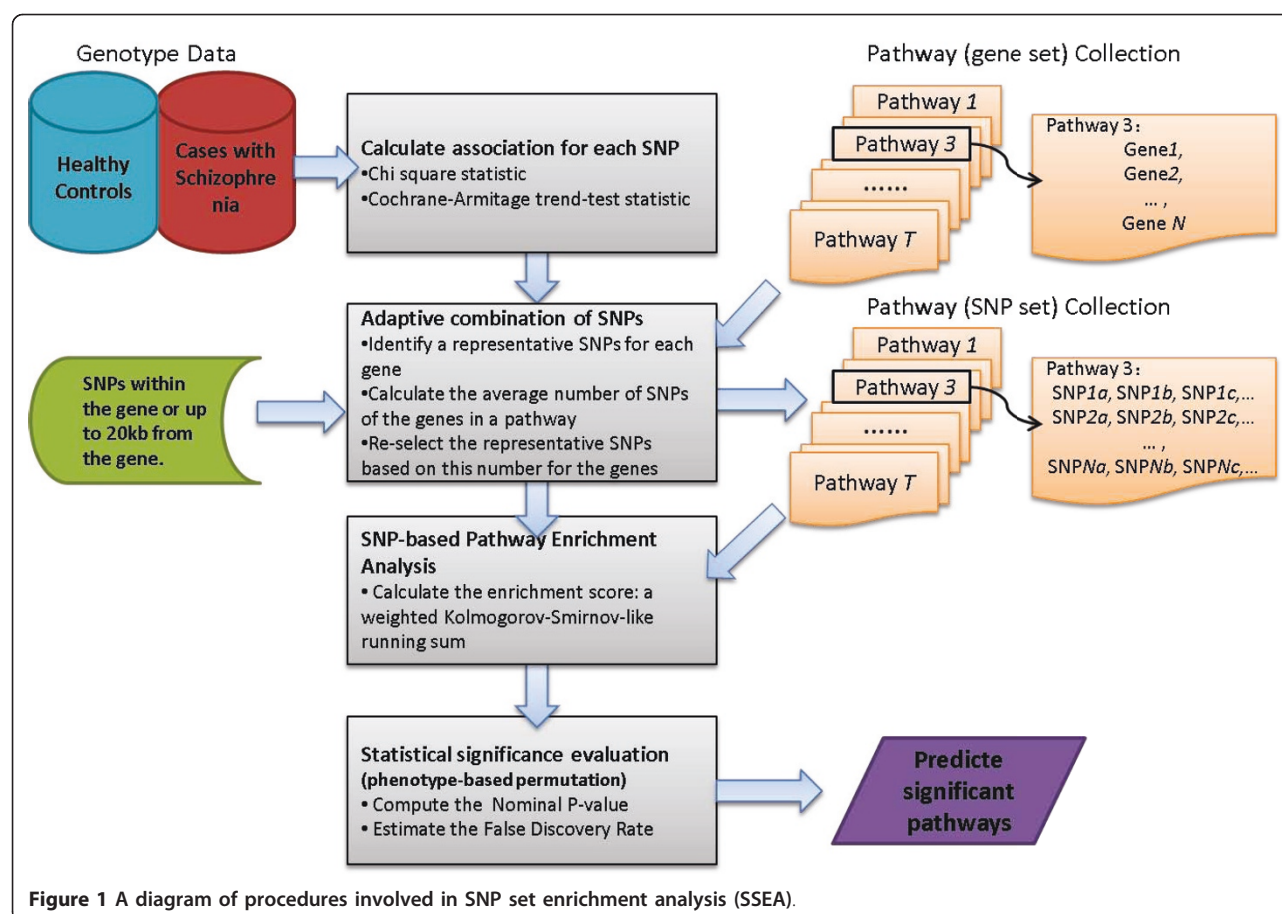 Genotype Data
Healthy
Controls
Cases with
Schizophre
nia
Calculate association for each SNP
•Chi square statistic
•Cochrane-Armitage trend-test statistic
Pathway (gene set) Collection
Pathway 1
Pathway 3
......
Pathway T
Pathway 3:
Gene1,
Gene2,
... ,
Gene N
SNPs within
the gene or up
to 20kb from
the gene.
Adaptive combination of SNPs
•Identify a representative SNPs for each
gene
•Calculate the average number of SNPs
of the genes in a pathway
•Re-select the representative SNPs
based on this number for the genes
Pathway (SNP set) Collection
Pathway 1
Pathway 3
......
Pathway T
Pathway 3:
SNP1a, SNP1b, SNP1c,...
SNP2a, SNP2b, SNP2c,...
... ,
SNPNa, SNPNb, SNPNc,...
SNP-based Pathway Enrichment
Analysis
• Calculate the enrichment score: a
weighted Kolmogorov-Smirnov-like
running sum
Statistical significance evaluation
(phenotype-based permutation)
• Compute the Nominal P-value
• Estimate the False Discovery Rate
Predicte
significant
pathways
Figure 1 A diagram of procedures involved in SNP set enrichment analysis (SSEA).